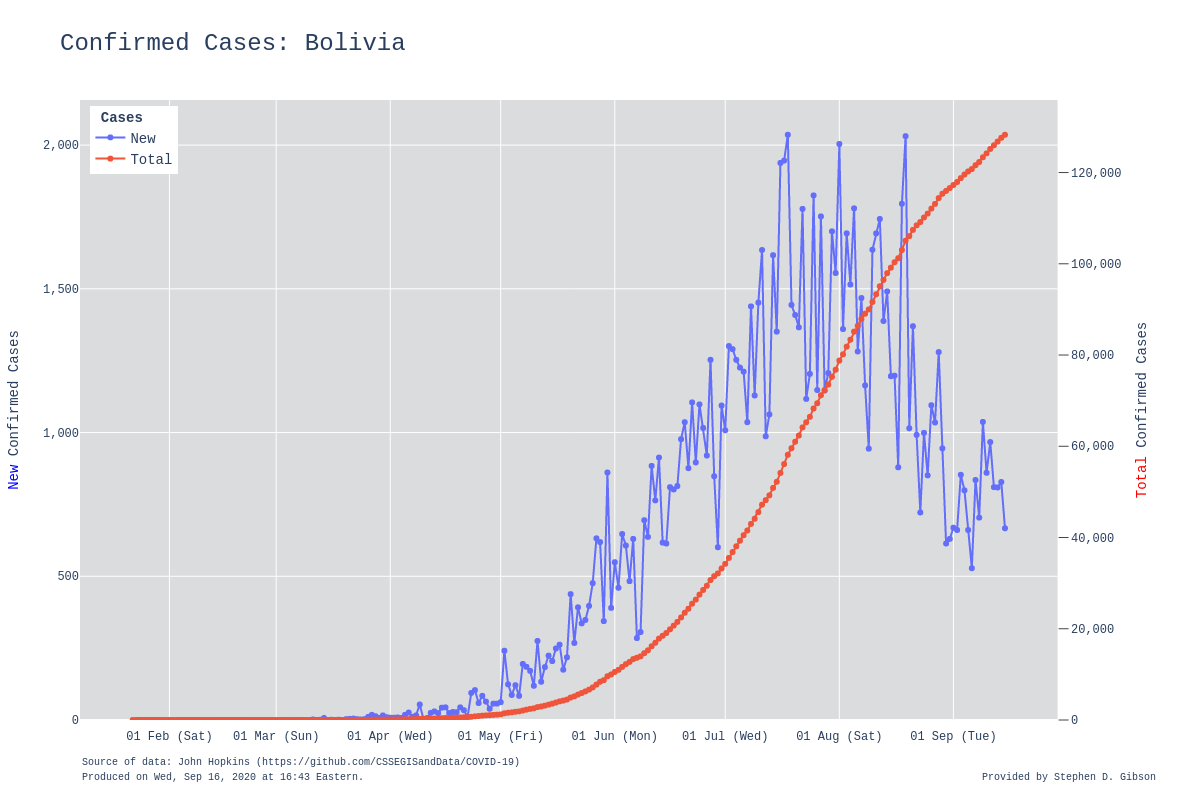 Confirmed Cases: Bolivia
Cases
New
Total
2,000
1,500
1,000
500
0
New Confirmed Cases
120,000
100,000
80,000
60,000
40,000
20,000
0
Total Confirmed Cases
01 Feb (Sat) 01 Mar (Sun) 01 Apr (Wed) 01 May (Fri) 01 Jun (Mon) 01 Jul (Wed) 01 Aug (Sat) 01 Sep (Tue)
Source of data: John Hopkins (https://github.com/CSSEGISandData/COVID-19)
Produced on Wed, Sep 16, 2020 at 16:43 Eastern.
Provided by Stephen D. Gibson